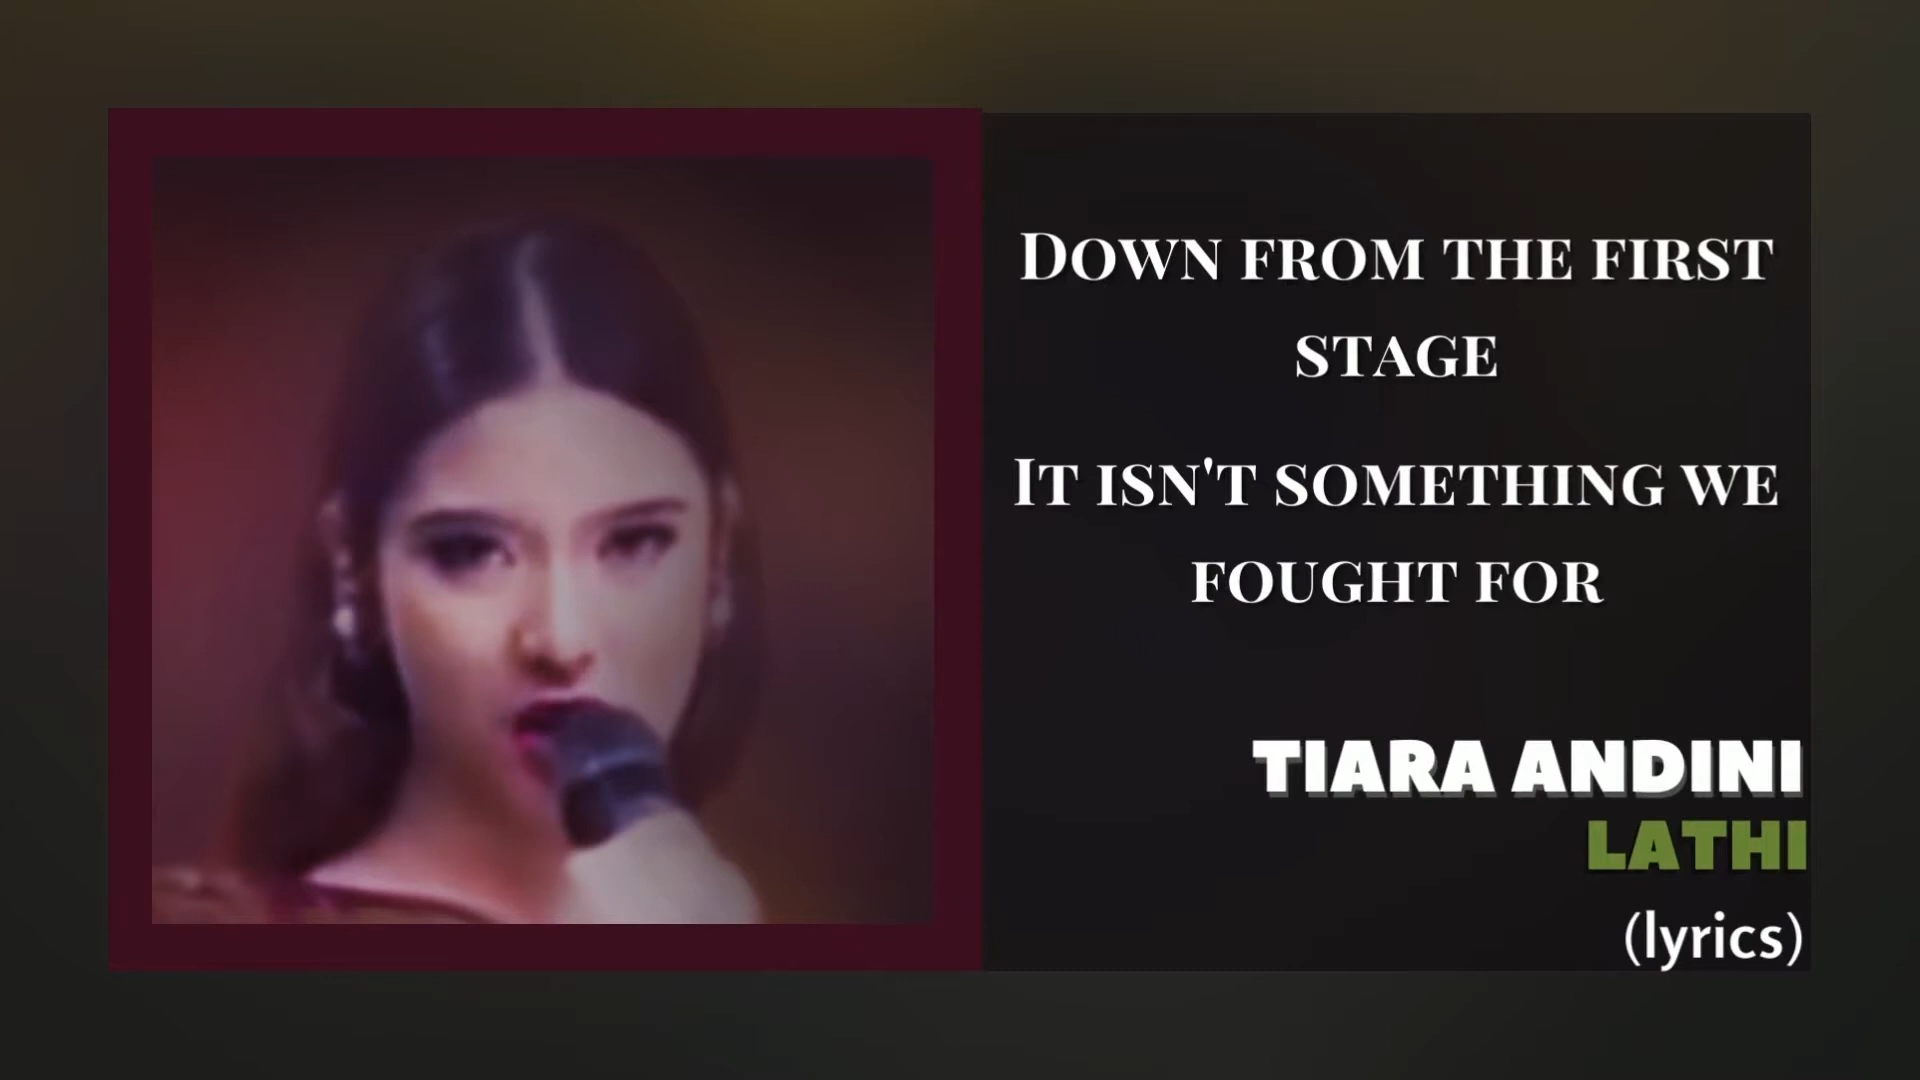 Down from the first
stage
It isn't something we
fought for
TIARA ANDINI
LATHI
(lyrics)